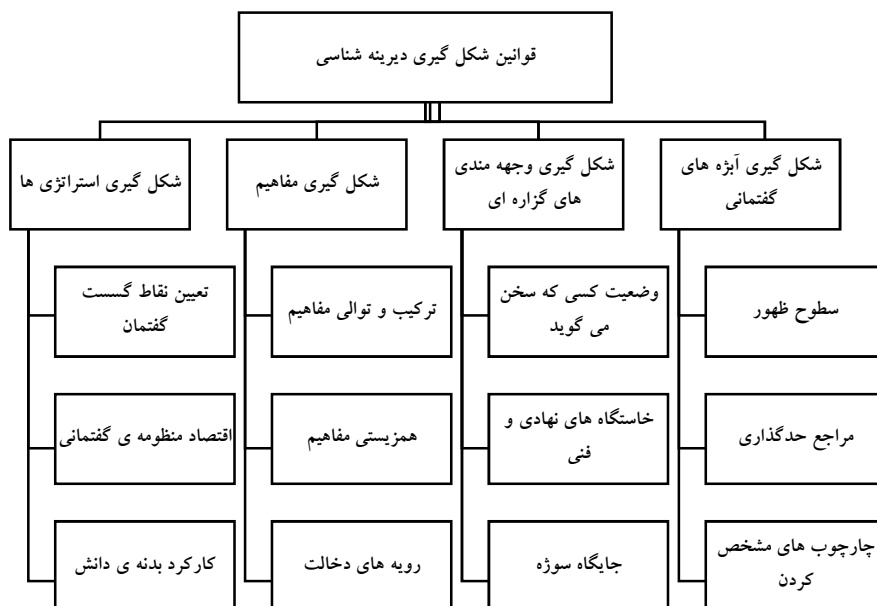 قوانین شکل گیری دیرینه شناسی
شکل گیری آبژه های
گفتمانی
شکل گیری وجهه مندی
های گزاره ای
شکل گیری مفاهیم
شکل گیری استراتژی ها
سطوح ظهور
وضعیت کسی که سخن
می گوید
ترکیب و توالی مفاهیم
تعیین نقاط گسست
گفتمان
مراجع حدگذاری
خاستگاه های نهادی و
فنی
همزیستی مفاهیم
اقتصاد منظومه ی گفتمانی
چارچوب های مشخص
کردن
جایگاه سوژه
رویه های دخالت
کارکرد بدنه ی دانش